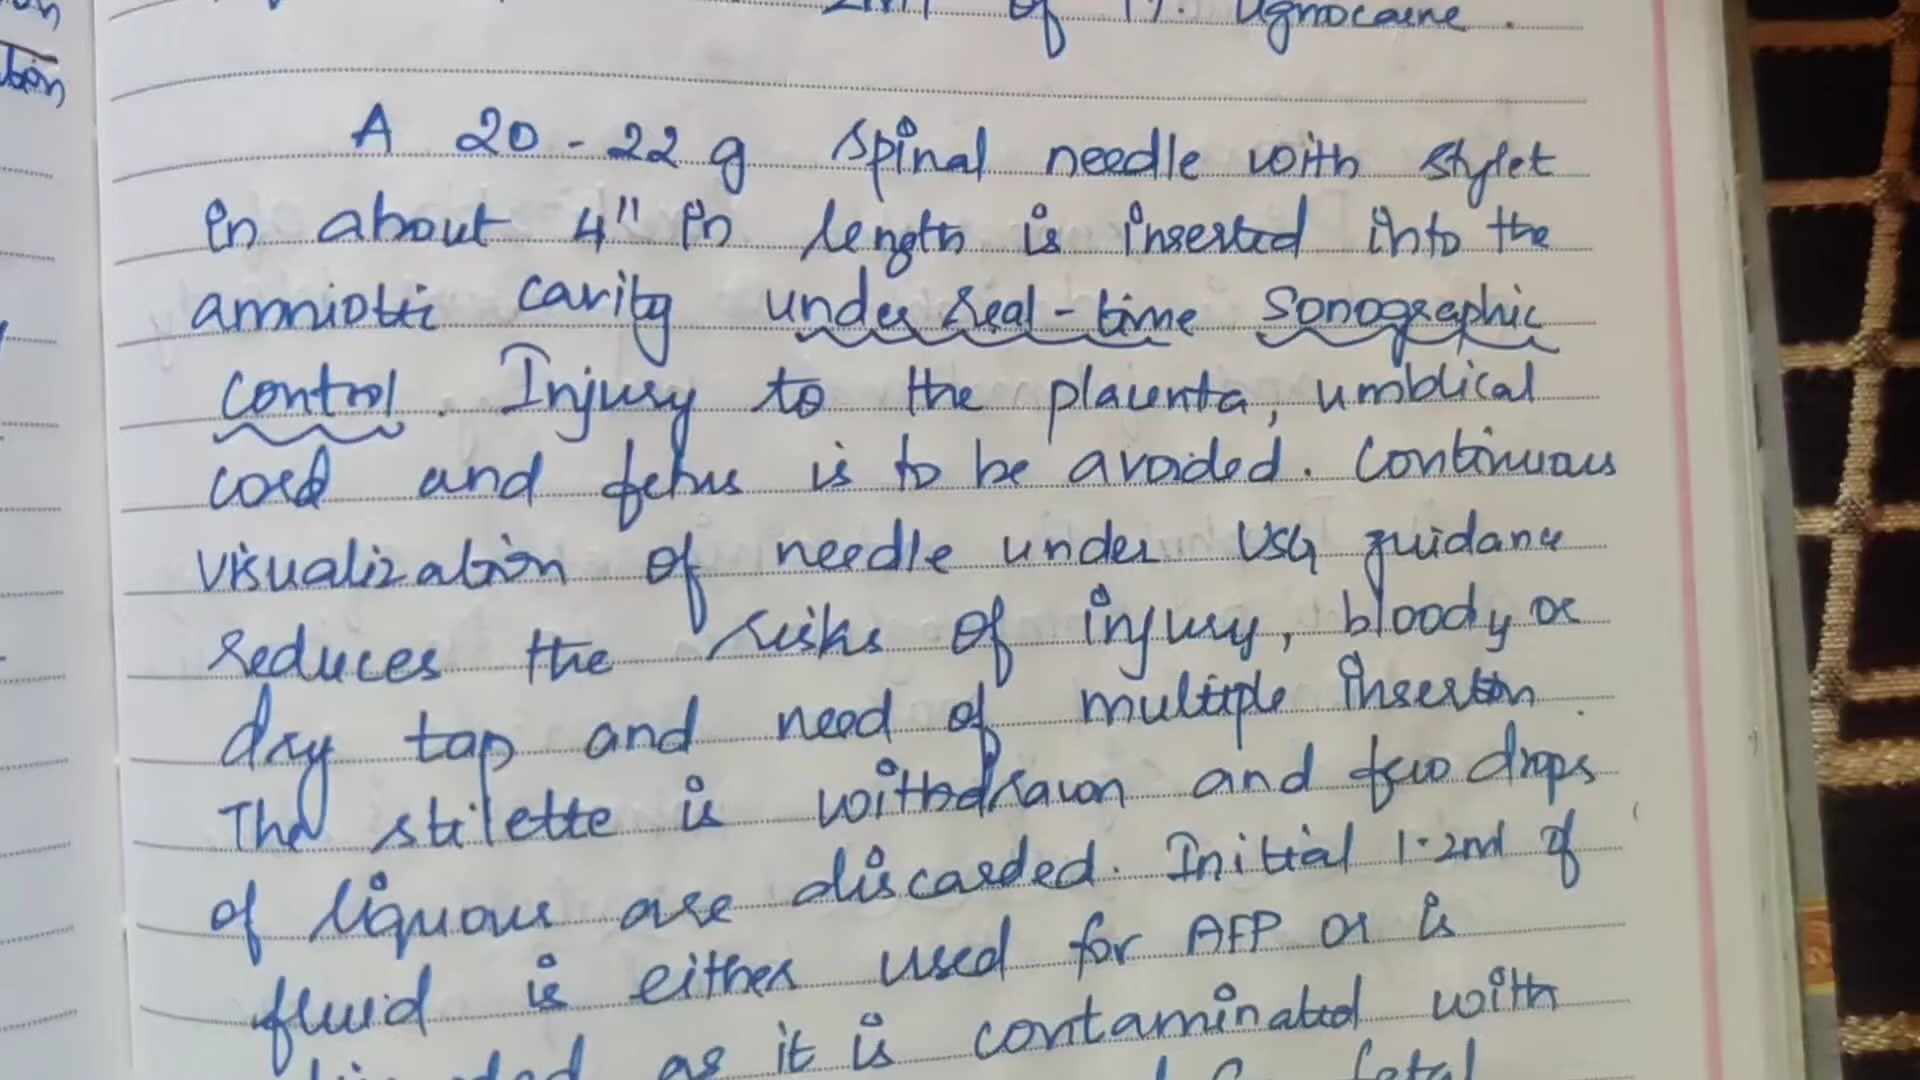 of 1%. lignocaine.
A 20-22 g spinal needle with stylet
in about 4" in length is inserted into the
amniotic cavity under real-time sonographic
control. Injury to the placenta, umblical
cord and fetus is to be avoided. Continuous
visualization of needle under USG guidance
reduces the risks of injury, bloody or
dry tap and need of multiple insertion.
The stilette is withdrawn and few drops
of liquour are discarded. Initial 1-2ml of
fluid is either used for AFP or is
as it is contaminated with
fetal